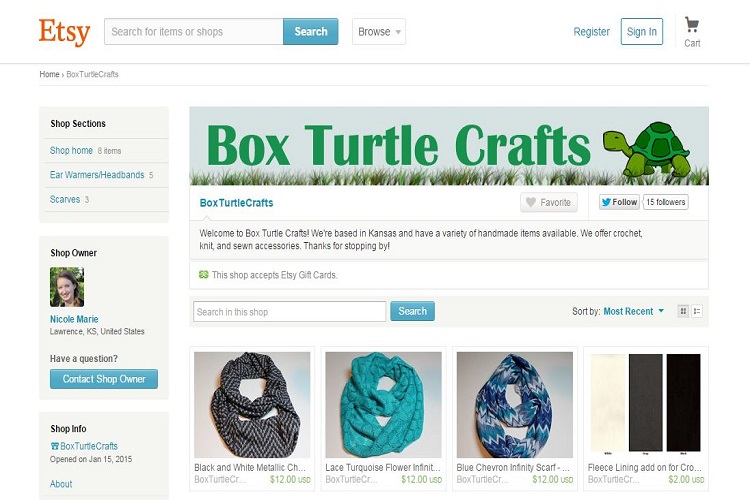 Etsy
Search for items or shops
Search
Browse
Register
Sign In
Cart
Home › BoxTurtleCrafts
Shop Sections
Shop home 8 items
Ear Warmers/Headbands 5
Scarves 3
Shop Owner
Nicole Marie
Lawrence, KS, United States
Have a question?
Contact Shop Owner
Shop Info
BoxTurtleCrafts
Opened on Jan 15, 2015
About
Box Turtle Crafts
BoxTurtleCrafts
Favorite
Follow
15 followers
Welcome to Box Turtle Crafts! We're based in Kansas and have a variety of handmade items available. We offer crochet,
knit, and sewn accessories. Thanks for stopping by!
This shop accepts Etsy Gift Cards.
Search in this shop
Search
Sort by: Most Recent
Black and White Metallic Ch...
BoxTurtleCr... $12.00 USD
Lace Turquoise Flower Infinit...
BoxTurtleCr... $12.00 USD
Blue Chevron Infinity Scarf - ...
BoxTurtleCr... $12.00 USD
White Gray Black
Fleece Lining add on for Cro...
BoxTurtleCr... $2.00 USD